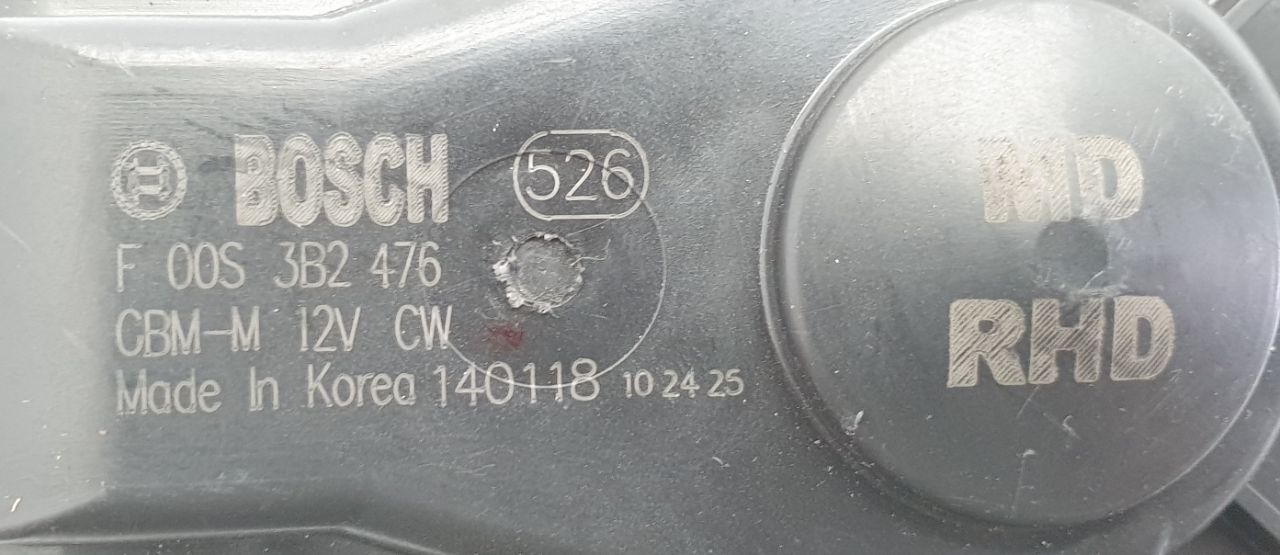 BOSCH 526
F 00S 3B2 476
CBM-M 12V CW
Made In Korea 140118 10 24 25
MD
RHD